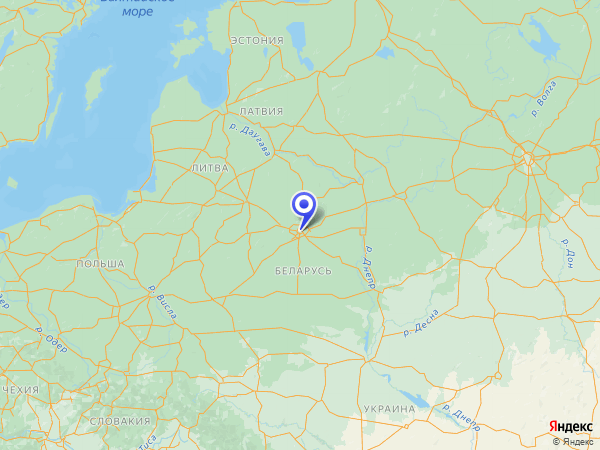 Балтийское
море
ЭСТОНИЯ
ЛАТВИЯ
р. Волга
р. Даугава
ЛИТВА
р. Дон
ПОЛЬША
БЕЛАРУСЬ
р. Днепр
р. Висла
р. Десна
р. Одер
ЧЕХИЯ
УКРАИНА
р. Днепр
СЛОВАКИЯ
Тиса
Яндекс
© Яндекс